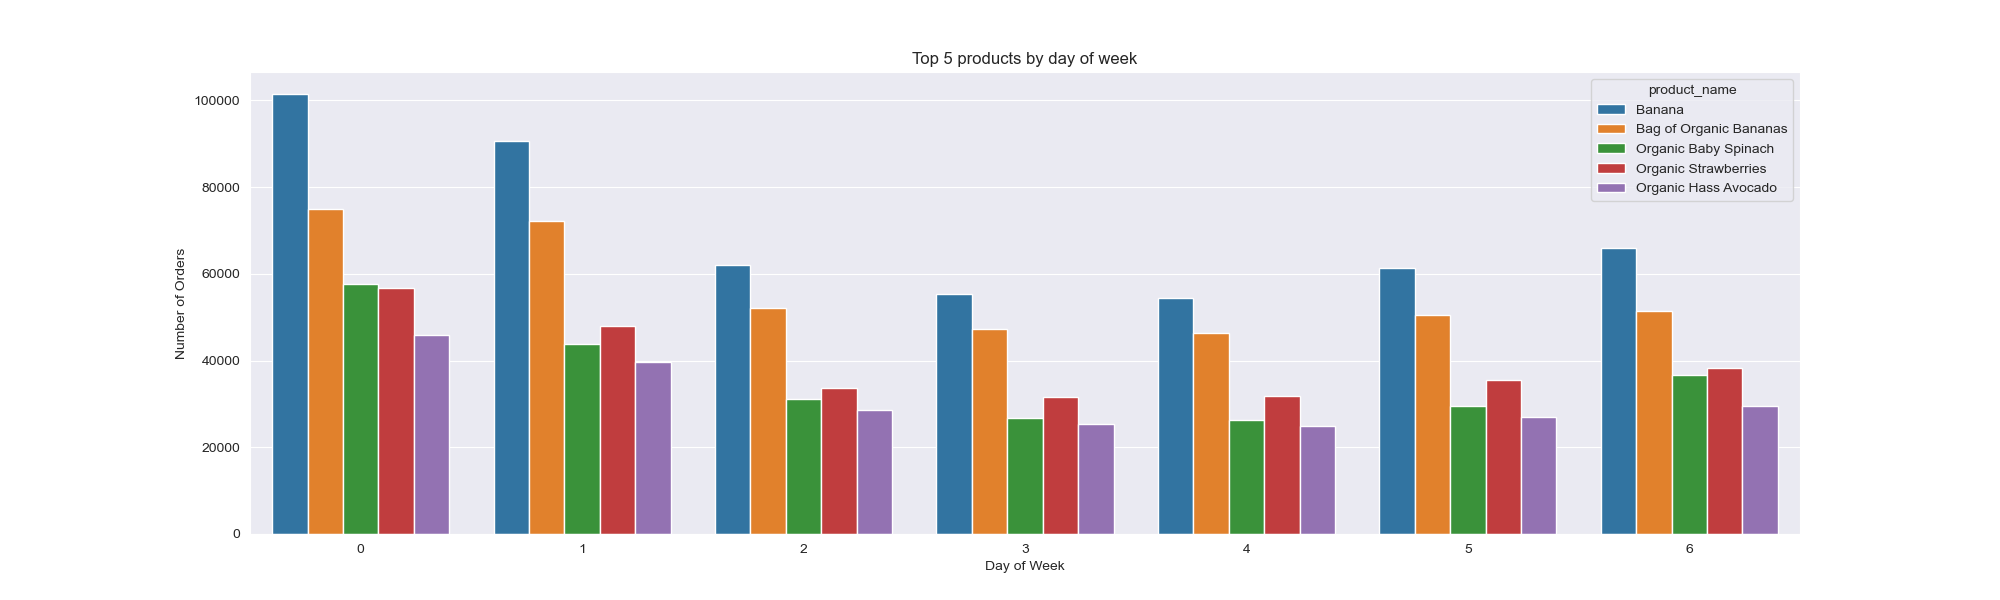 Top 5 products by day of week
100000
80000
60000
40000
20000
0
Number of Orders
product_name
Banana
Bag of Organic Bananas
Organic Baby Spinach
Organic Strawberries
Organic Hass Avocado
0 1 2 3 4 5 6
Day of Week